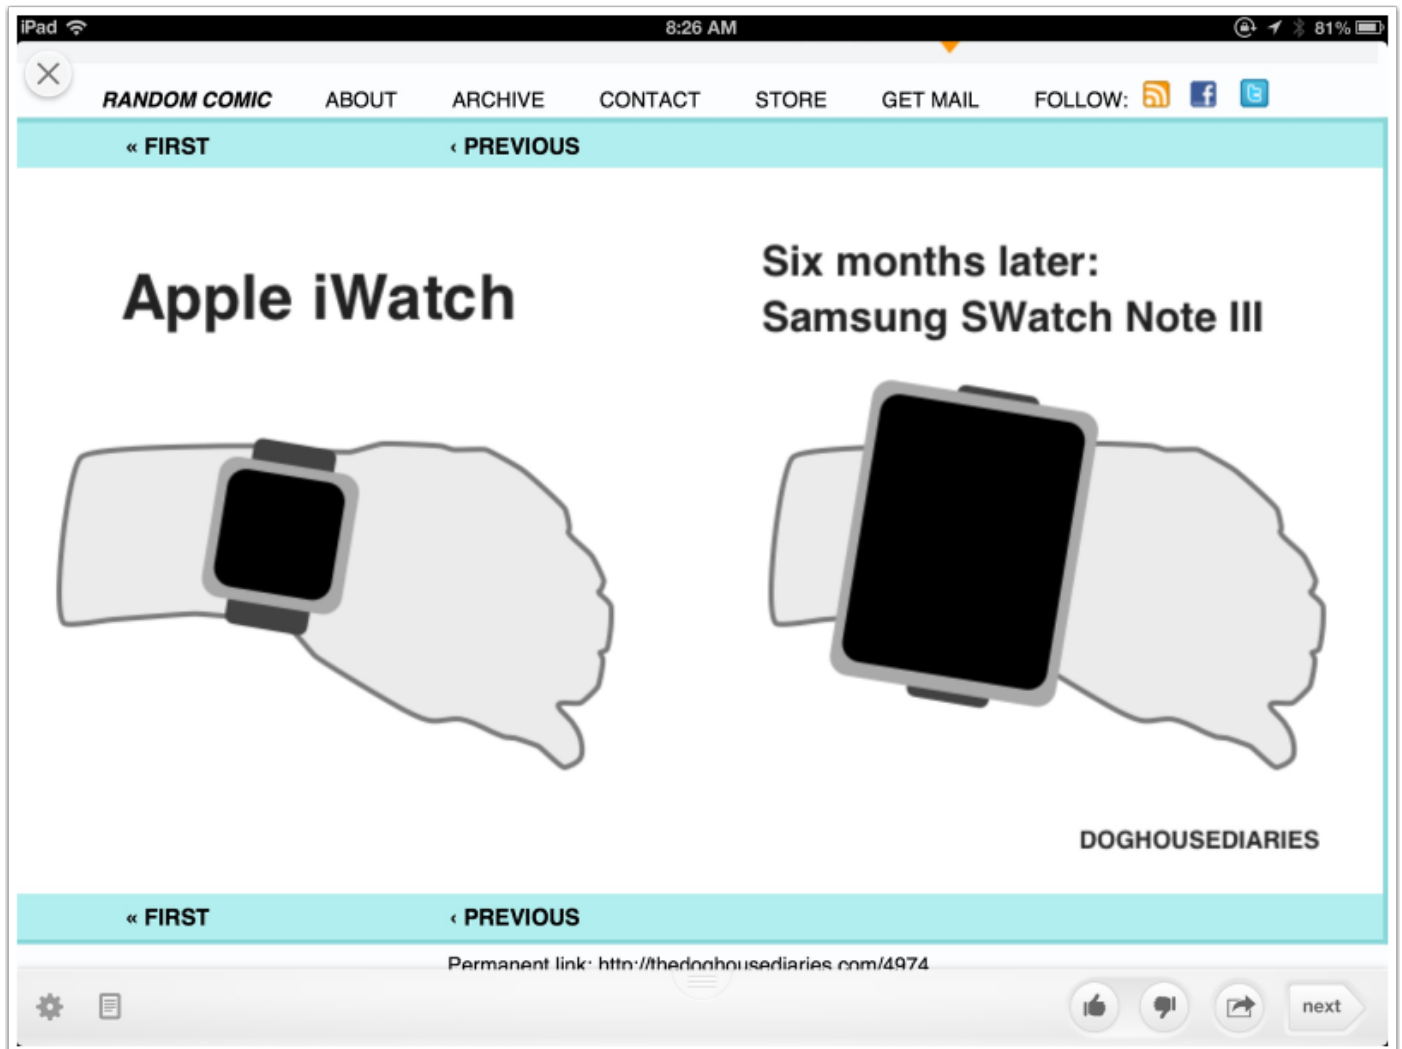 iPad 8:26 AM 81%
RANDOM COMIC ABOUT ARCHIVE CONTACT STORE GET MAIL FOLLOW:
« FIRST ‹ PREVIOUS
Apple iWatch
Six months later:
Samsung SWatch Note III
DOGHOUSEDIARIES
« FIRST ‹ PREVIOUS
Permanent link: http://thedoghousediaries.com/4974
next